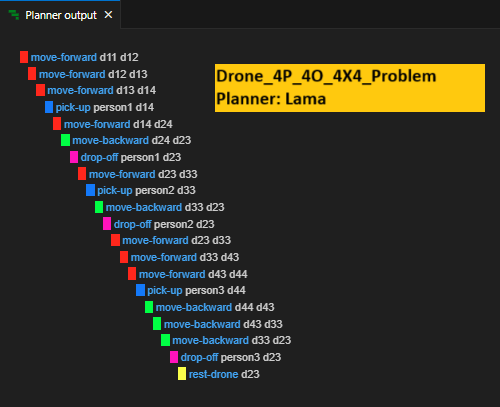 Planner output
move-forward d11 d12
move-forward d12 d13
Drone_4P_4O_4X4_Problem
Planner: Lama
move-forward d13 d14
pick-up person1 d14
move-forward d14 d24
move-backward d24 d23
drop-off person1 d23
move-forward d23 d33
pick-up person2 d33
move-backward d33 d23
drop-off person2 d23
move-forward d23 d33
move-forward d33 d43
move-forward d43 d44
pick-up person3 d44
move-backward d44 d43
move-backward d43 d33
move-backward d33 d23
drop-off person3 d23
rest-drone d23